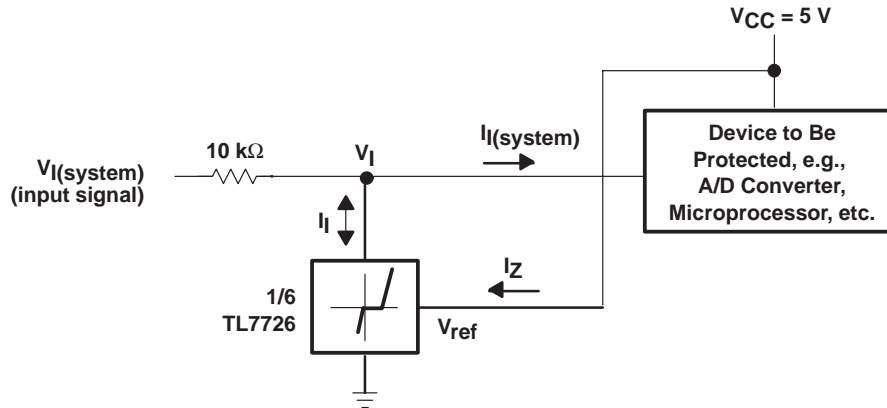 VCC = 5 V
II(system)
Device to Be
Protected, e.g.,
A/D Converter,
Microprocessor, etc.
10 kΩ
VI
VI(system)
(input signal)
II
IZ
1/6
TL7726
Vref